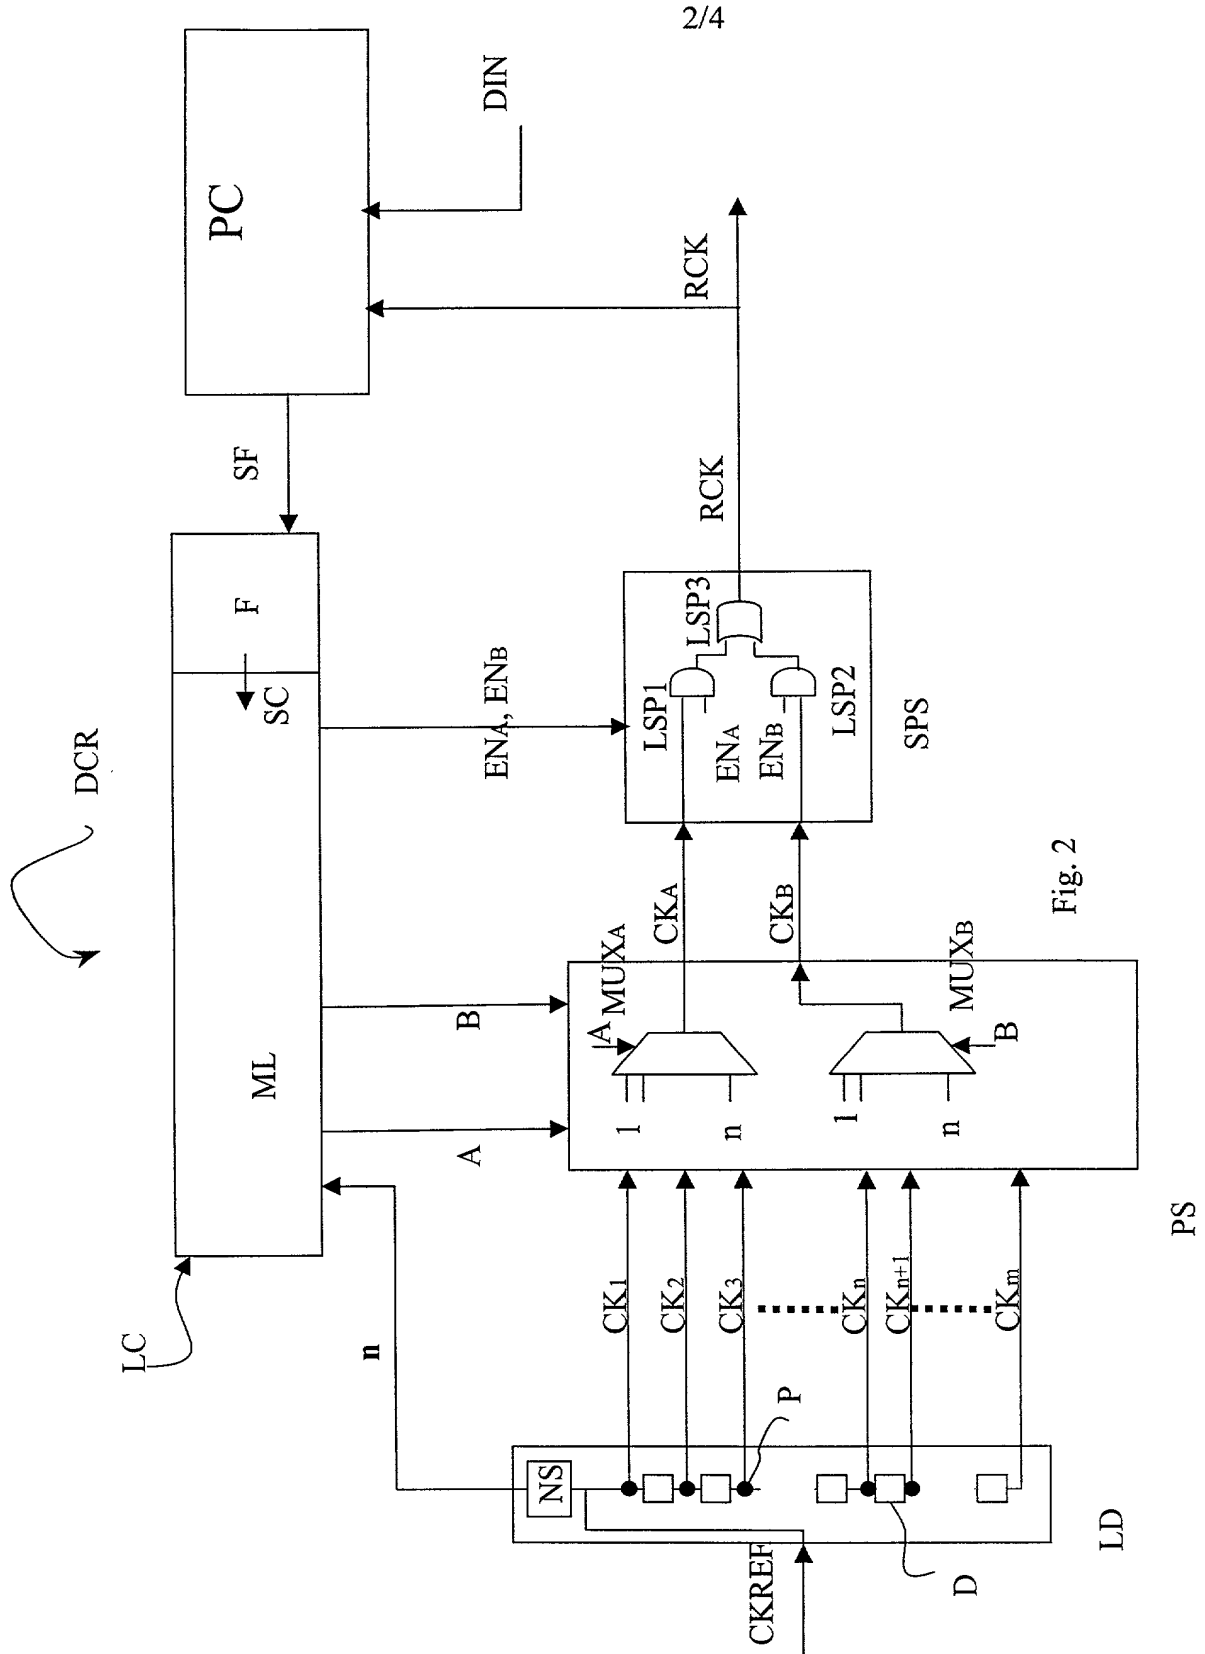 2/4
PC
DIN
SF
RCK
RCK
F
SC
ML
LC
DCR
ENA, ENB
LSP1
LSP3
LSP2
ENA
ENB
SPS
CKA
CKB
MUXA
MUXB
A
B
A
B
1
n
1
n
PS
n
CK1
CK2
CK3
CKn
CKn+1
CKm
NS
P
D
LD
CKREF
Fig. 2